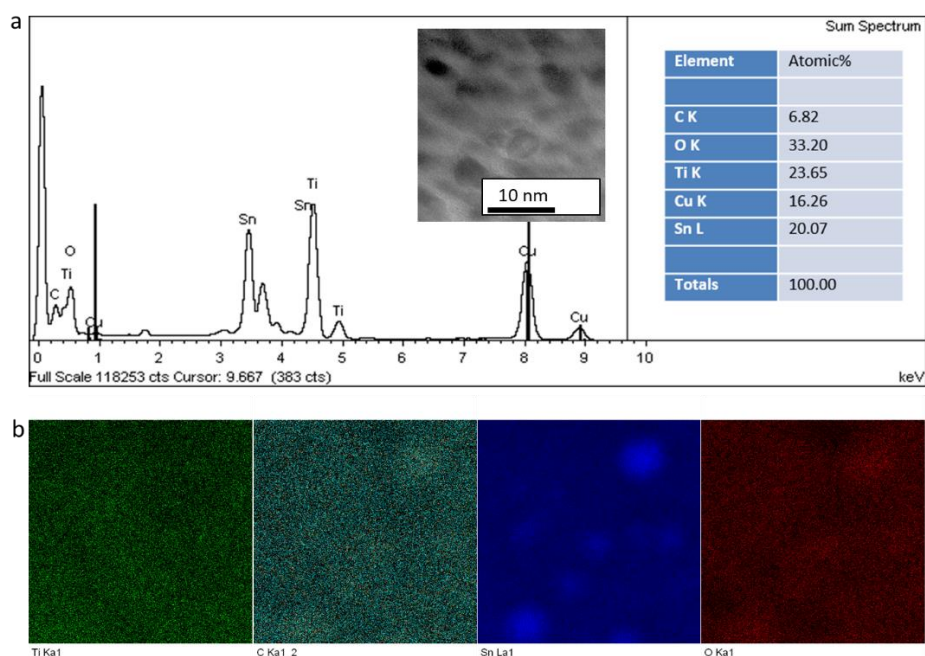 a
Sum Spectrum
Element Atomic%
C K 6.82
O K 33.20
Ti K 23.65
Cu K 16.26
Sn L 20.07
Totals 100.00
10 nm
Ti
Sn
Sn
O
Ti
C
Cu
Ti
Cu
Cu
0 1 2 3 4 5 6 7 8 9 10
Full Scale 118253 cts Cursor: 9.667 (383 cts)
keV
b
Ti Ka1
C Ka1_2
Sn La1
O Ka1